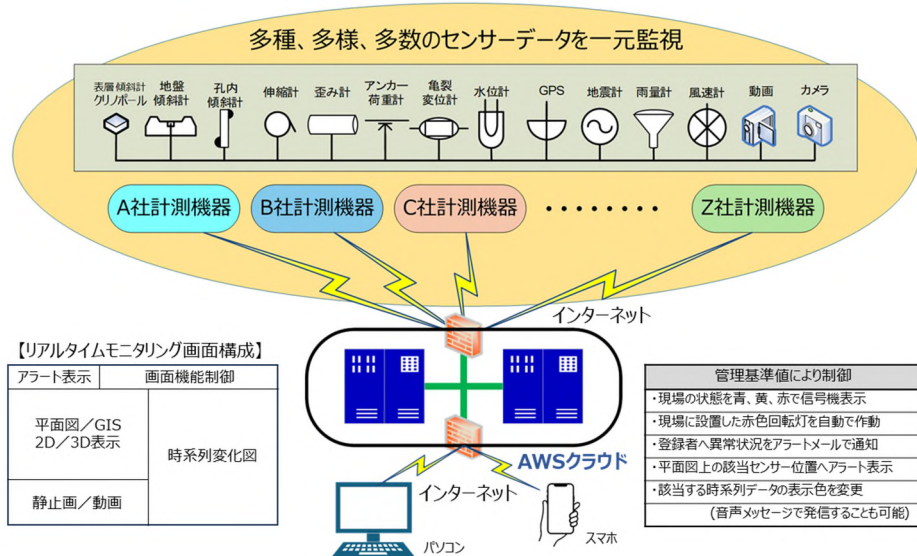 多種、多様、多数のセンサーデータを一元監視
表層傾斜計
クリノポール
地盤
傾斜計
孔内
傾斜計
伸縮計
歪み計
アンカー
荷重計
亀裂
変位計
水位計
GPS
地震計
雨量計
風速計
動画
カメラ
A社計測機器
B社計測機器
C社計測機器
・・・・・・・・
Z社計測機器
インターネット
【リアルタイムモニタリング画面構成】
アラート表示
画面機能制御
平面図／GIS
2D／3D表示
時系列変化図
静止画／動画
管理基準値により制御
・現場の状態を青、黄、赤で信号機表示
・現場に設置した赤色回転灯を自動で作動
・登録者へ異常状況をアラートメールで通知
・平面図上の該当センサー位置へアラート表示
・該当する時系列データの表示色を変更
(音声メッセージで発信することも可能)
AWSクラウド
インターネット
パソコン
スマホ